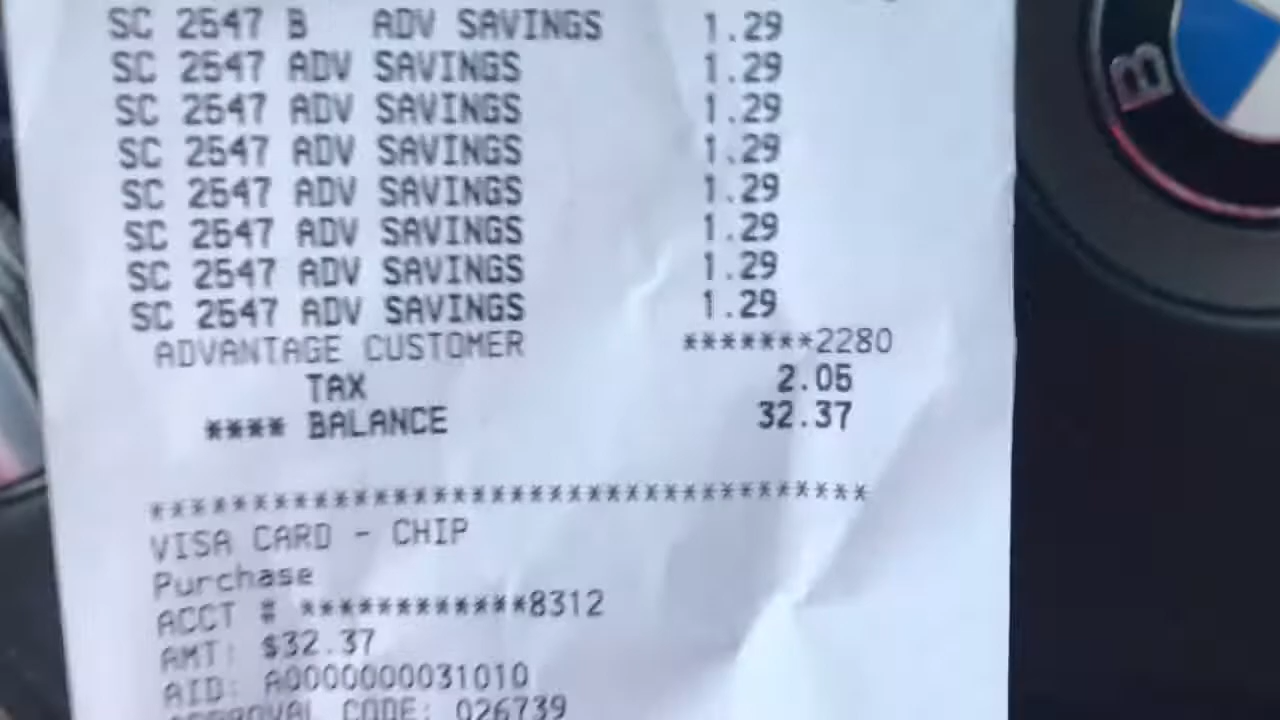 SC 2547 B ADV SAVINGS 1.29
SC 2547 ADV SAVINGS 1.29
SC 2547 ADV SAVINGS 1.29
SC 2547 ADV SAVINGS 1.29
SC 2547 ADV SAVINGS 1.29
SC 2547 ADV SAVINGS 1.29
SC 2547 ADV SAVINGS 1.29
SC 2547 ADV SAVINGS 1.29
ADVANTAGE CUSTOMER *******2280
TAX 2.05
**** BALANCE 32.37
************************************
VISA CARD - CHIP
Purchase
ACCT # ************8312
AMT: $32.37
AID: A0000000031010
APPROVAL CODE: 026739
B